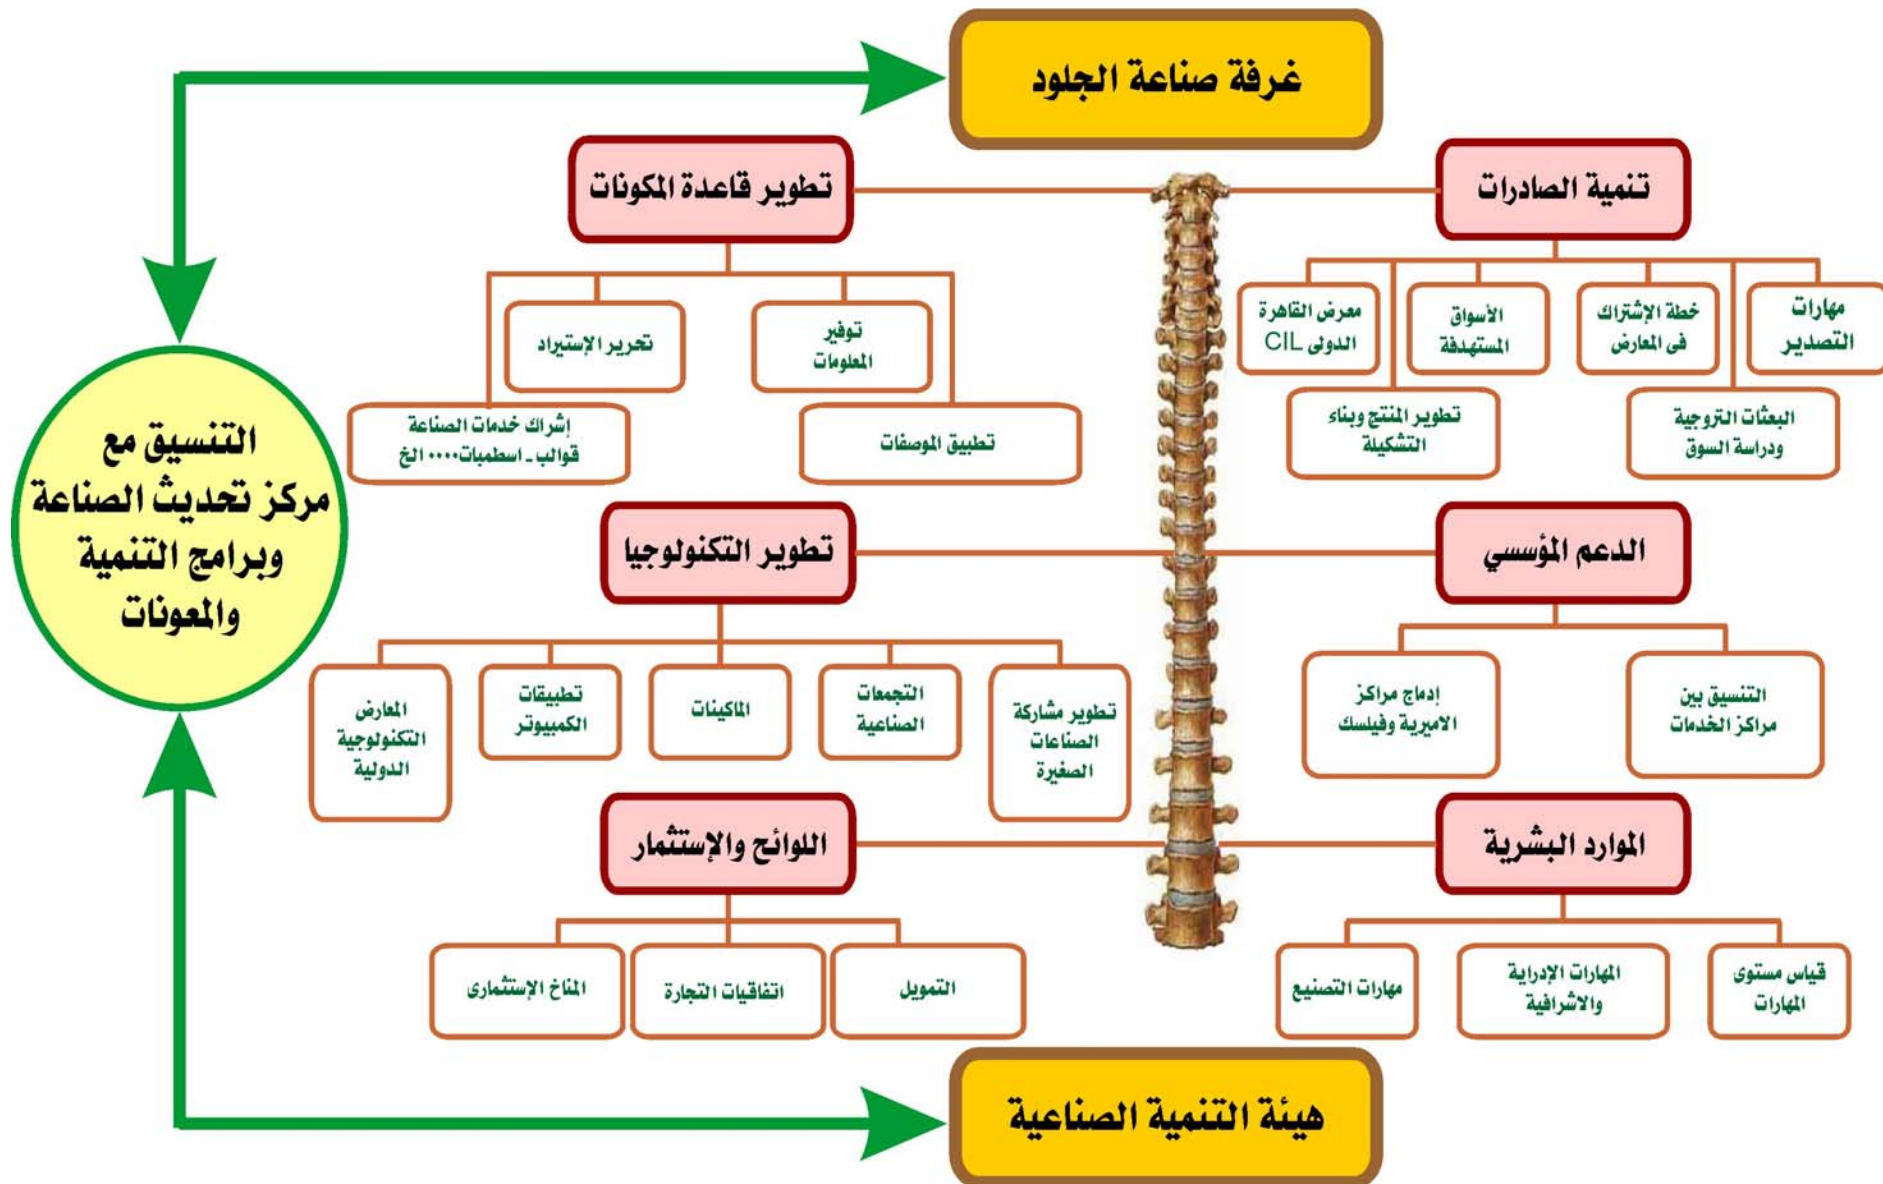 غرفة صناعة الجلود
تنمية الصادرات
مهارات
التصدير
خطة الإشتراك
فى المعارض
الأسواق
المستهدفة
معرض القاهرة
الدولى CIL
البعثات التروجية
ودراسة السوق
تطوير المنتج وبناء
التشكيلة
تطوير قاعدة المكونات
توفير
المعلومات
تحرير الإستيراد
تطبيق الموصفات
إشراك خدمات الصناعة
قوالب - اسطمبات .... الخ
الدعم المؤسسي
التنسيق بين
مراكز الخدمات
إدماج مراكز
الاميرية وفيلسك
تطوير التكنولوجيا
تطوير مشاركة
الصناعات
الصغيرة
التجمعات
الصناعية
الماكينات
تطبيقات
الكمبيوتر
المعارض
التكنولوجية
الدولية
الموارد البشرية
قياس مستوى
المهارات
المهارات الإدراية
والاشرافية
مهارات التصنيع
اللوائح والإستثمار
التمويل
اتفاقيات التجارة
المناخ الإستثمارى
التنسيق مع
مركز تحديث الصناعة
وبرامج التنمية
والمعونات
هيئة التنمية الصناعية